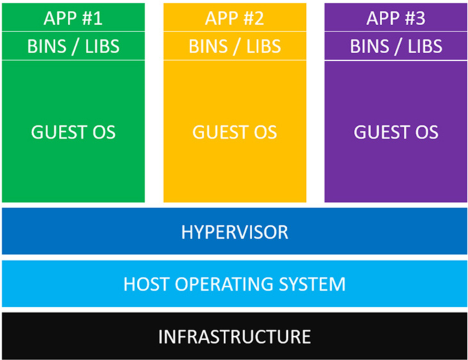 APP #1
BINS / LIBS
GUEST OS
APP #2
BINS / LIBS
GUEST OS
APP #3
BINS / LIBS
GUEST OS
HYPERVISOR
HOST OPERATING SYSTEM
INFRASTRUCTURE